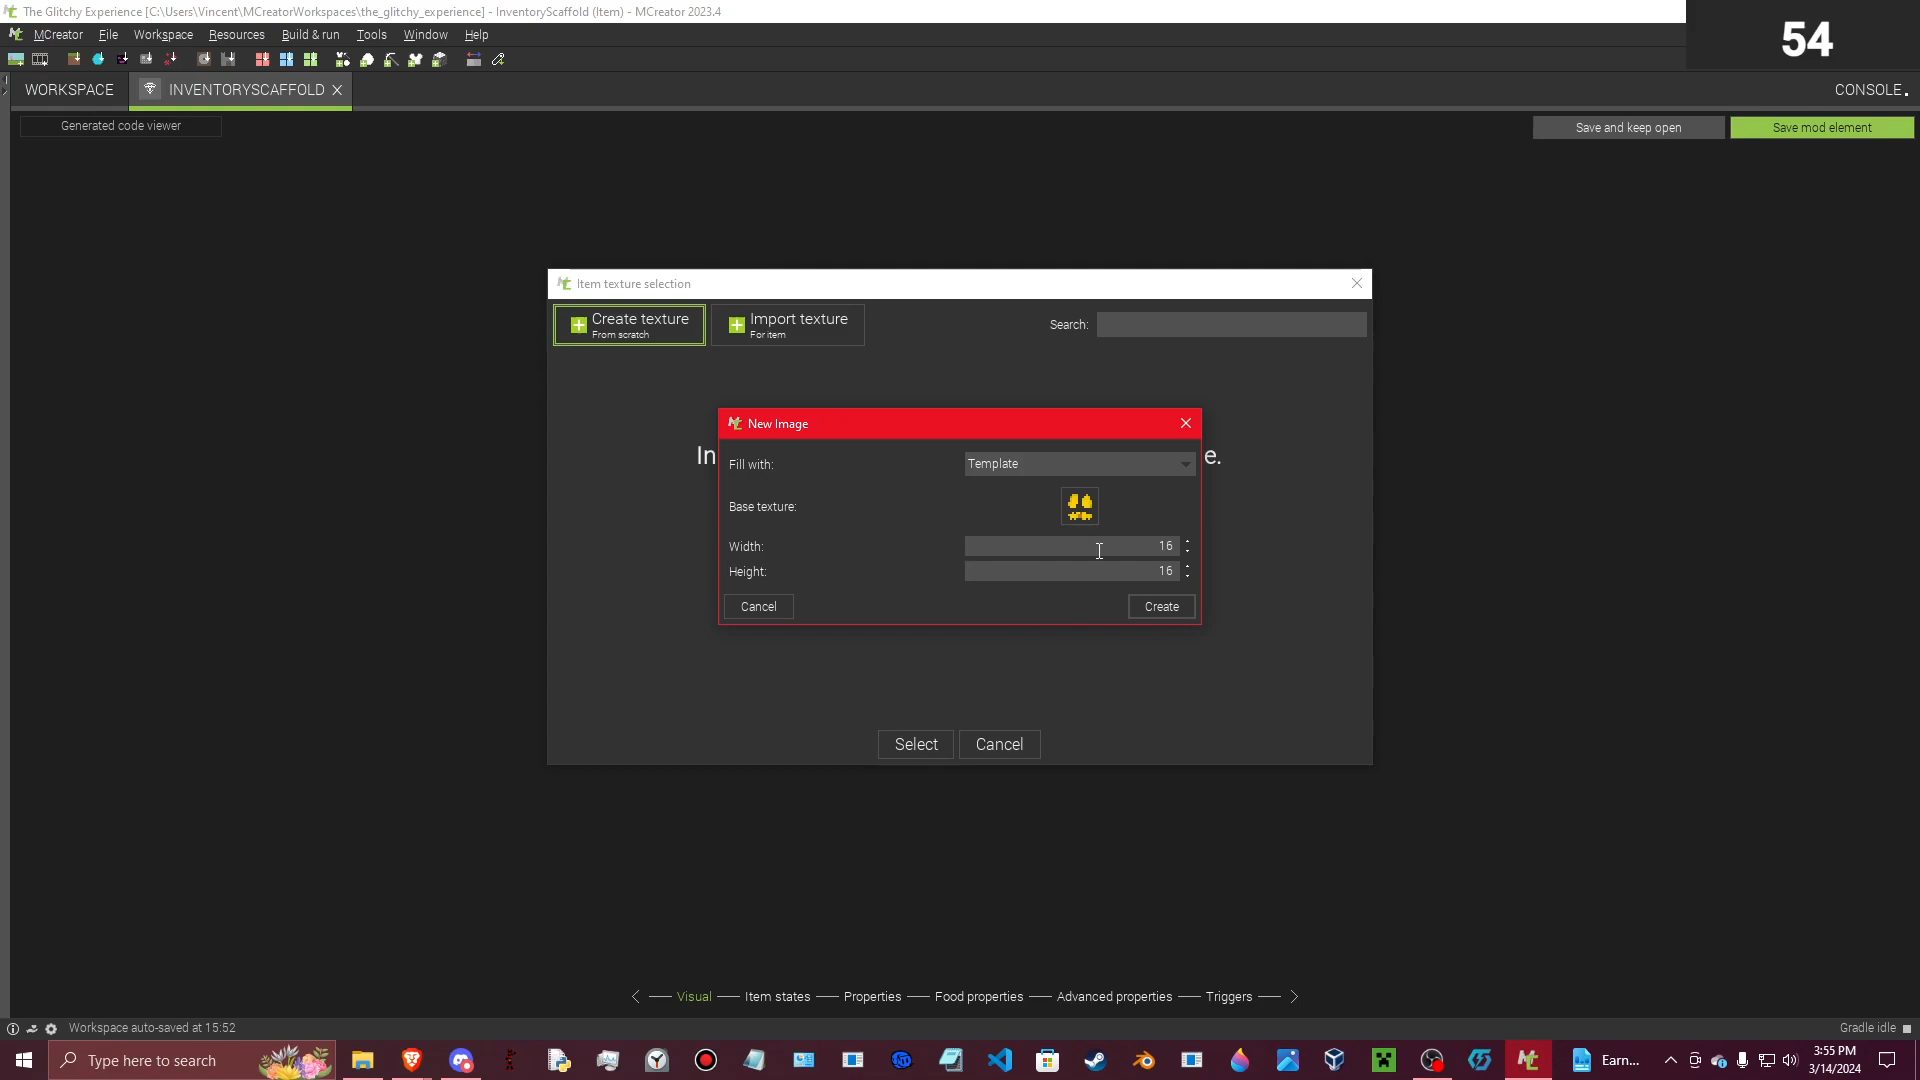 The Glitchy Experience [C:\Users\Vincent\MCreatorWorkspaces\the_glitchy_experience] - InventoryScaffold (Item) - MCreator 2023.4
54
MCreator File Workspace Resources Build & run Tools Window Help
WORKSPACE INVENTORYSCAFFOLD CONSOLE
Generated code viewer Save and keep open Save mod element
Item texture selection
Create texture
From scratch
Import texture
For item
Search:
New Image
In e.
Fill with: Template
Base texture:
Width: 16
Height: 16
Cancel Create
Select Cancel
Visual Item states Properties Food properties Advanced properties Triggers
Workspace auto-saved at 15:52 Gradle idle
Type here to search Earn... 3:55 PM
3/14/2024